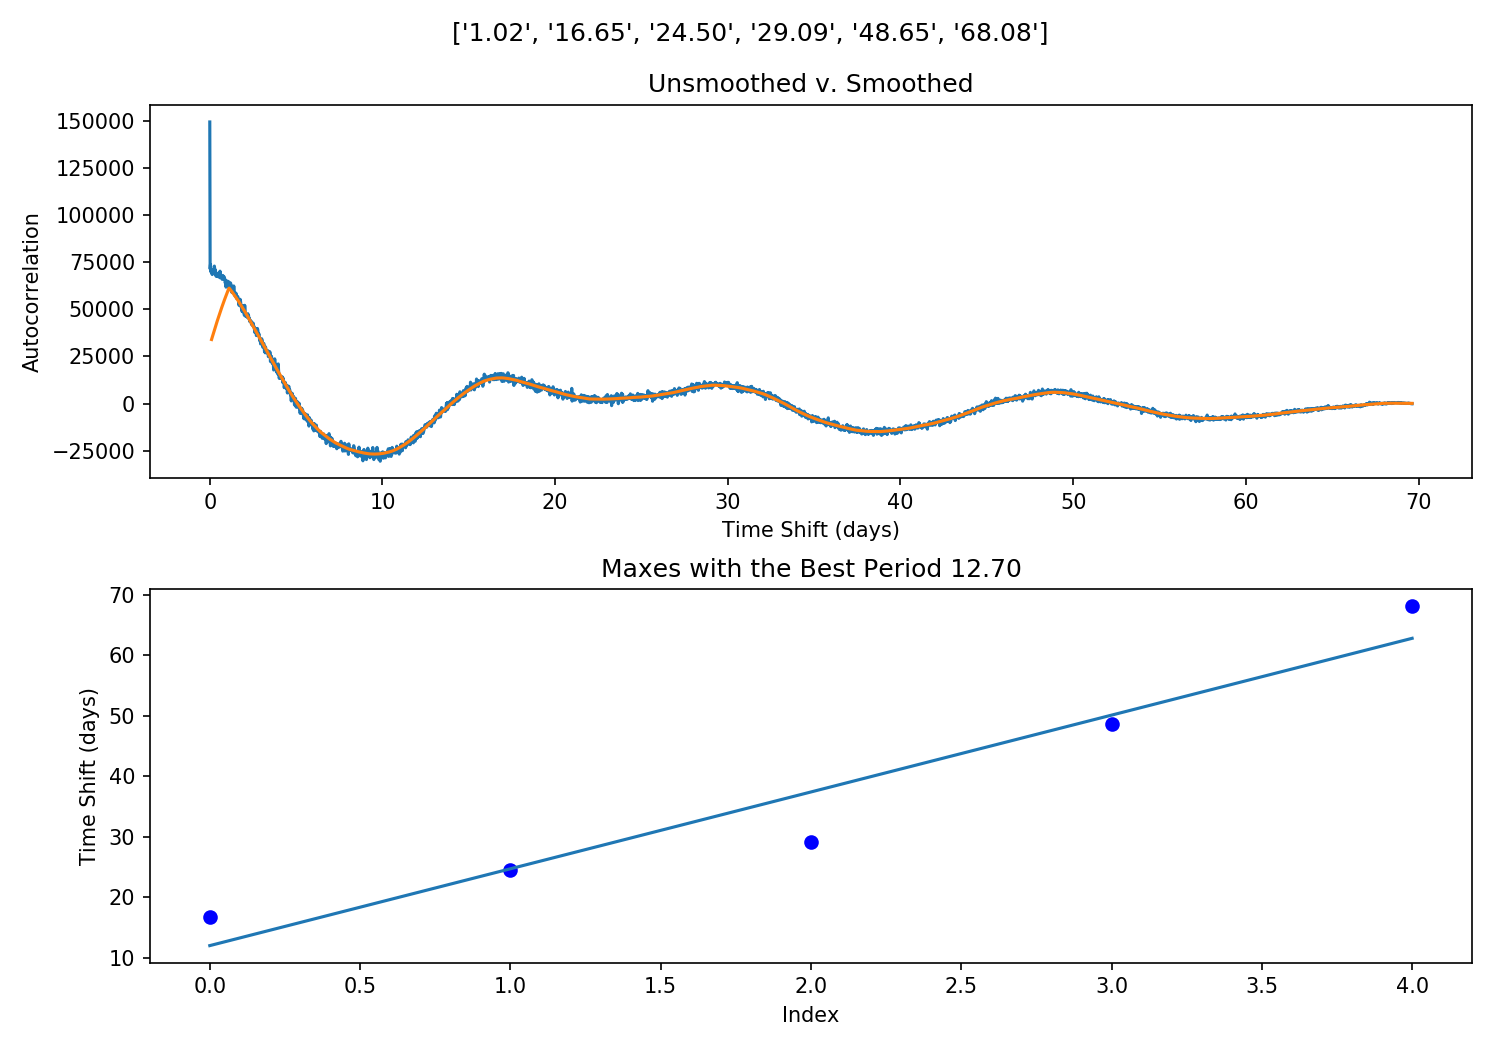 ['1.02', '16.65', '24.50', '29.09', '48.65', '68.08']
Unsmoothed v. Smoothed
150000
125000
100000
75000
50000
25000
0
−25000
Autocorrelation
0 10 20 30 40 50 60 70
Time Shift (days)
Maxes with the Best Period 12.70
70
60
50
40
30
20
10
Time Shift (days)
0.0 0.5 1.0 1.5 2.0 2.5 3.0 3.5 4.0
Index